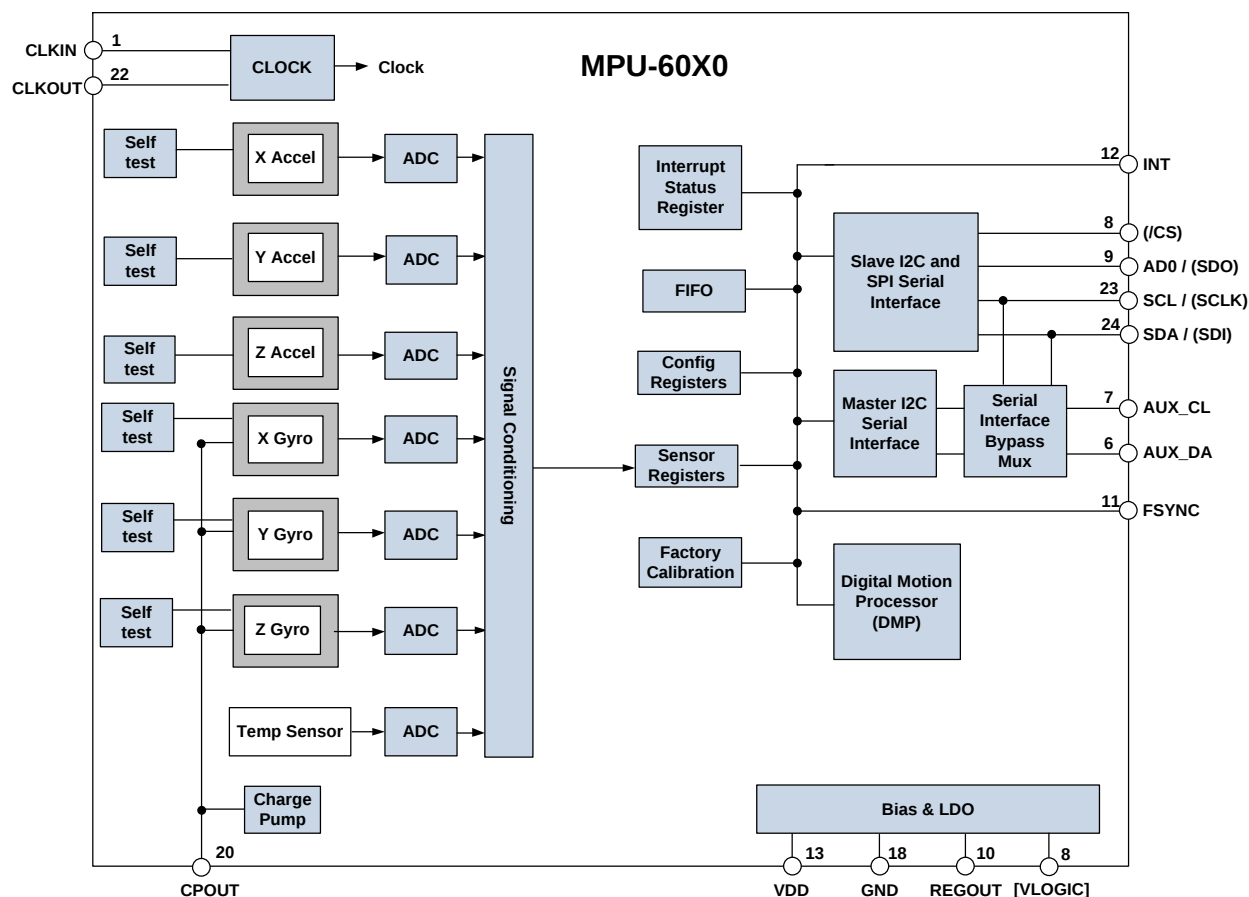 MPU-60X0
CLKIN
1
CLKOUT
22
CLOCK
Clock
Self
test
X Accel
ADC
Self
test
Y Accel
ADC
Self
test
Z Accel
ADC
Self
test
X Gyro
ADC
Self
test
Y Gyro
ADC
Self
test
Z Gyro
ADC
Temp Sensor
ADC
Signal Conditioning
Charge
Pump
20
CPOUT
Interrupt
Status
Register
FIFO
Config
Registers
Sensor
Registers
Factory
Calibration
Slave I2C and
SPI Serial
Interface
Master I2C
Serial
Interface
Serial
Interface
Bypass
Mux
Digital Motion
Processor
(DMP)
12
INT
8
(/CS)
9
AD0 / (SDO)
23
SCL / (SCLK)
24
SDA / (SDI)
7
AUX_CL
6
AUX_DA
11
FSYNC
Bias & LDO
13
VDD
18
GND
10
REGOUT
8
[VLOGIC]